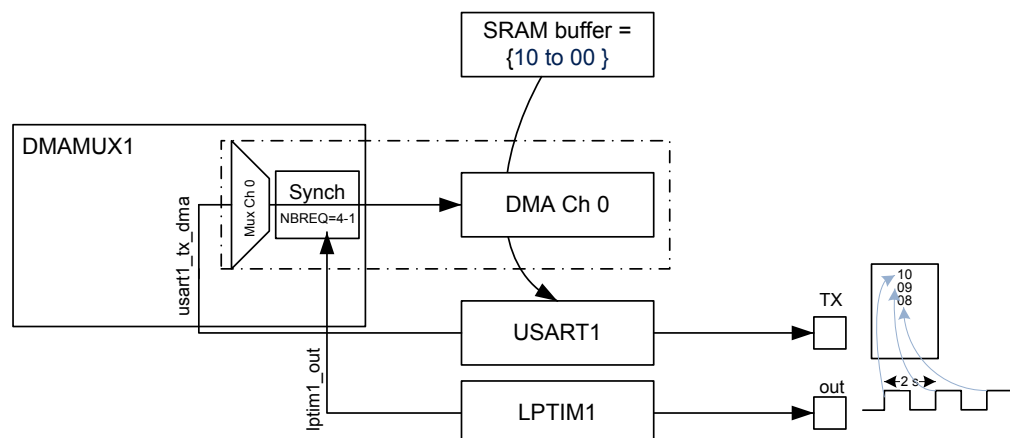 SRAM buffer =
{10 to 00 }
DMAMUX1
Mux Ch 0
Synch
NBREQ=4-1
DMA Ch 0
usart1_tx_dma
USART1
TX
10
09
08
lptim1_out
LPTIM1
out
2 s